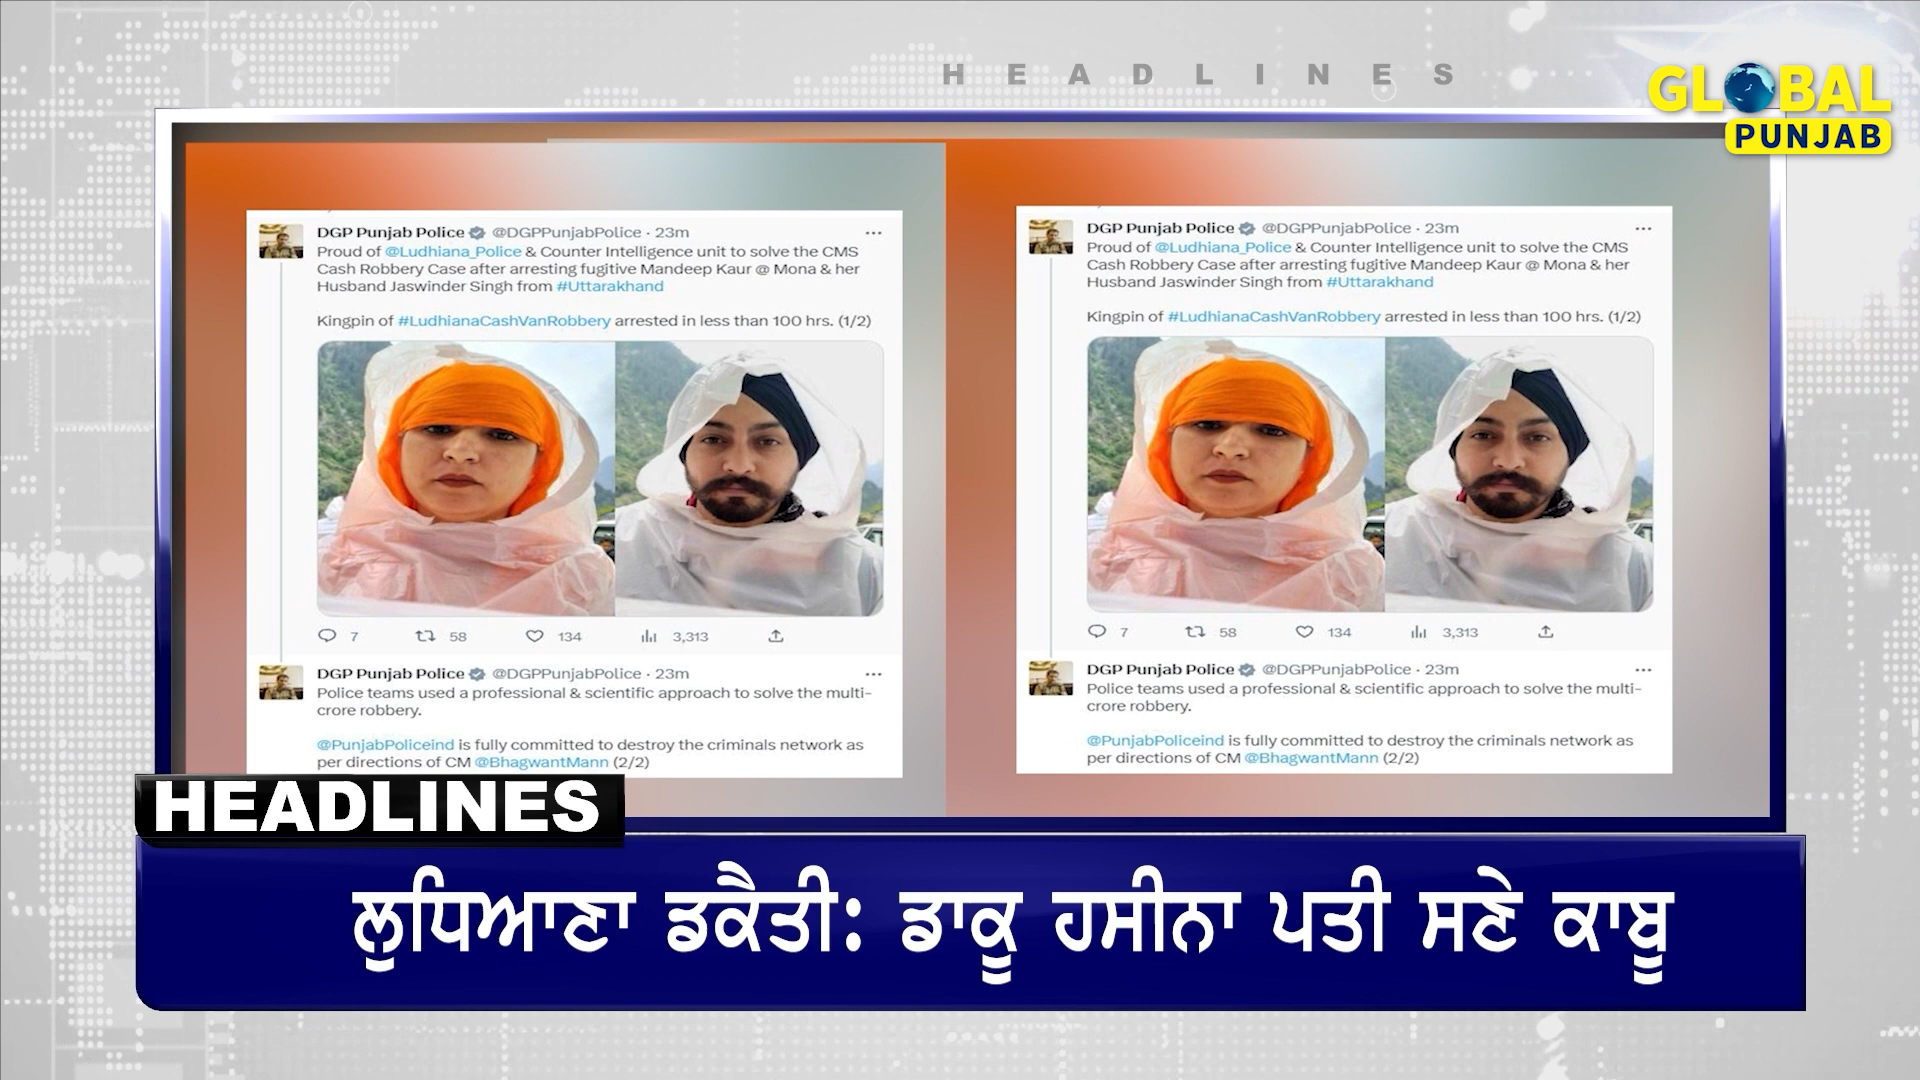 HEADLINES
GLOBAL
PUNJAB
DGP Punjab Police @DGPPunjabPolice · 23m
Proud of @Ludhiana_Police & Counter Intelligence unit to solve the CMS
Cash Robbery Case after arresting fugitive Mandeep Kaur @ Mona & her
Husband Jaswinder Singh from #Uttarakhand
Kingpin of #LudhianaCashVanRobbery arrested in less than 100 hrs. (1/2)
7 58 134 3,313
DGP Punjab Police @DGPPunjabPolice · 23m
Police teams used a professional & scientific approach to solve the multi-
crore robbery.
@PunjabPoliceind is fully committed to destroy the criminals network as
per directions of CM @BhagwantMann (2/2)
DGP Punjab Police @DGPPunjabPolice · 23m
Proud of @Ludhiana_Police & Counter Intelligence unit to solve the CMS
Cash Robbery Case after arresting fugitive Mandeep Kaur @ Mona & her
Husband Jaswinder Singh from #Uttarakhand
Kingpin of #LudhianaCashVanRobbery arrested in less than 100 hrs. (1/2)
7 58 134 3,313
DGP Punjab Police @DGPPunjabPolice · 23m
Police teams used a professional & scientific approach to solve the multi-
crore robbery.
@PunjabPoliceind is fully committed to destroy the criminals network as
per directions of CM @BhagwantMann (2/2)
HEADLINES
ਲੁਧਿਆਣਾ ਡਕੈਤੀ: ਡਾਕੂ ਹਸੀਨਾ ਪਤੀ ਸਣੇ ਕਾਬੂ